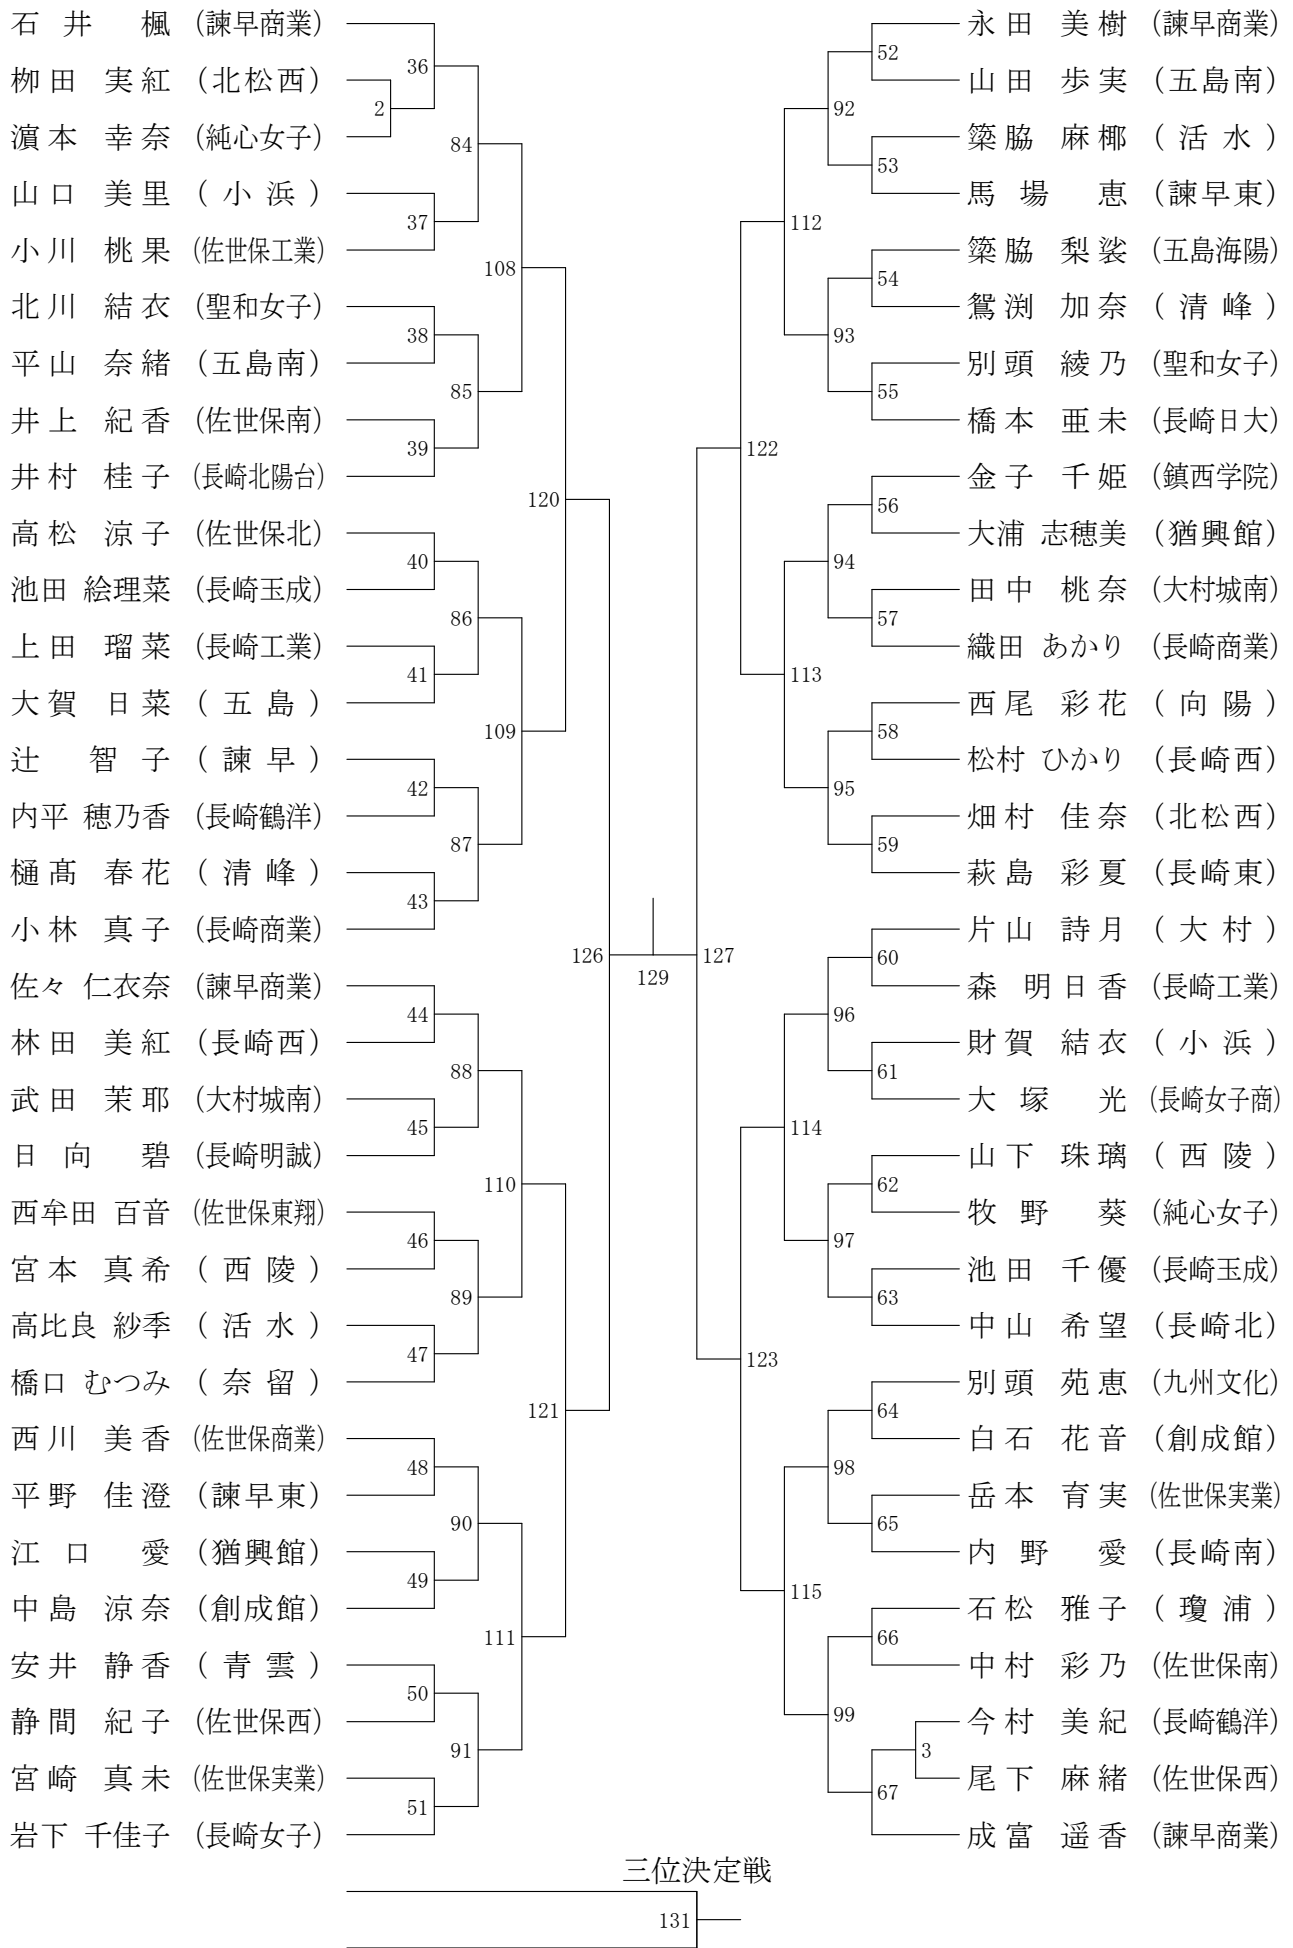 石井 楓 (諫早商業)
36
栁田 実紅 (北松西)
2
濵本 幸奈 (純心女子)
84
山口 美里 (小浜)
37
小川 桃果 (佐世保工業)
108
北川 結衣 (聖和女子)
38
平山 奈緒 (五島南)
85
井上 紀香 (佐世保南)
39
井村 桂子 (長崎北陽台)
120
高松 涼子 (佐世保北)
40
池田 絵理菜 (長崎玉成)
86
上田 瑠菜 (長崎工業)
41
大賀 日菜 (五島)
109
辻 智子 (諫早)
42
内平 穂乃香 (長崎鶴洋)
87
樋髙 春花 (清峰)
43
小林 真子 (長崎商業)
126
佐々 仁衣奈 (諫早商業)
44
林田 美紅 (長崎西)
88
武田 茉耶 (大村城南)
45
日向 碧 (長崎明誠)
110
西牟田 百音 (佐世保東翔)
46
宮本 真希 (西陵)
89
高比良 紗季 (活水)
47
橋口 むつみ (奈留)
121
西川 美香 (佐世保商業)
48
平野 佳澄 (諫早東)
90
江口 愛 (猶興館)
49
中島 涼奈 (創成館)
111
安井 静香 (青雲)
50
静間 紀子 (佐世保西)
91
宮崎 真未 (佐世保実業)
51
岩下 千佳子 (長崎女子)
129
永田 美樹 (諫早商業)
52
山田 歩実 (五島南)
92
簗脇 麻椰 (活水)
53
馬場 恵 (諫早東)
112
簗脇 梨裟 (五島海陽)
54
鴛渕 加奈 (清峰)
93
別頭 綾乃 (聖和女子)
55
橋本 亜未 (長崎日大)
122
金子 千姫 (鎮西学院)
56
大浦 志穂美 (猶興館)
94
田中 桃奈 (大村城南)
57
織田 あかり (長崎商業)
113
西尾 彩花 (向陽)
58
松村 ひかり (長崎西)
95
畑村 佳奈 (北松西)
59
萩島 彩夏 (長崎東)
127
片山 詩月 (大村)
60
森 明日香 (長崎工業)
96
財賀 結衣 (小浜)
61
大塚 光 (長崎女子商)
114
山下 珠璃 (西陵)
62
牧野 葵 (純心女子)
97
池田 千優 (長崎玉成)
63
中山 希望 (長崎北)
123
別頭 苑恵 (九州文化)
64
白石 花音 (創成館)
98
岳本 育実 (佐世保実業)
65
内野 愛 (長崎南)
115
石松 雅子 (瓊浦)
66
中村 彩乃 (佐世保南)
99
今村 美紀 (長崎鶴洋)
3
尾下 麻緒 (佐世保西)
67
成富 遥香 (諫早商業)
三位決定戦
131